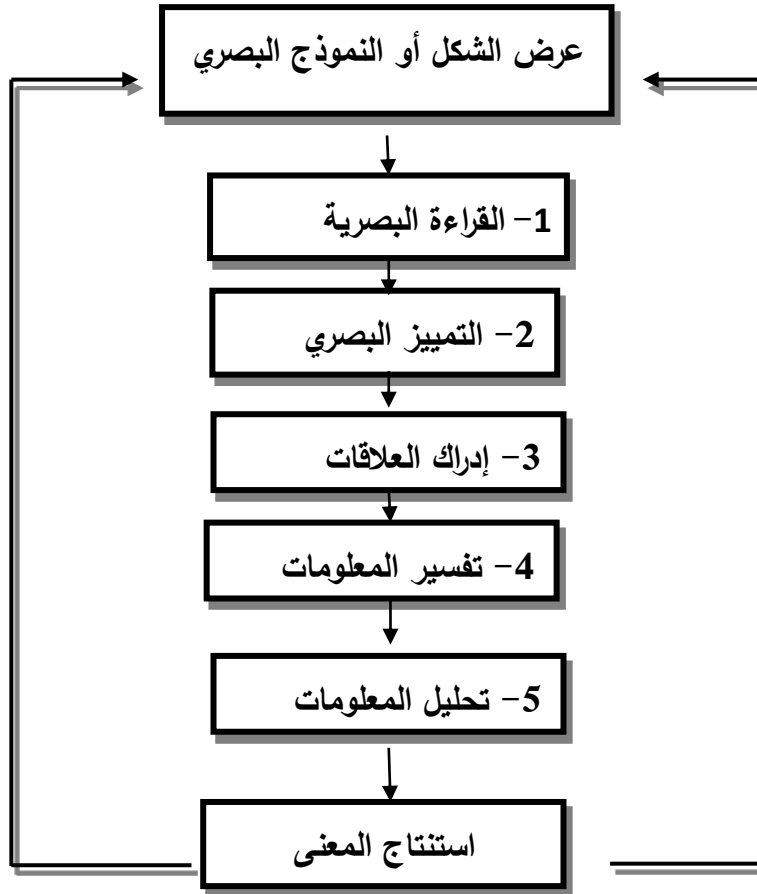 عرض الشكل أو النموذج البصري
1- القراءة البصرية
2- التمييز البصري
3- إدراك العلاقات
4- تفسير المعلومات
5- تحليل المعلومات
استنتاج المعنى